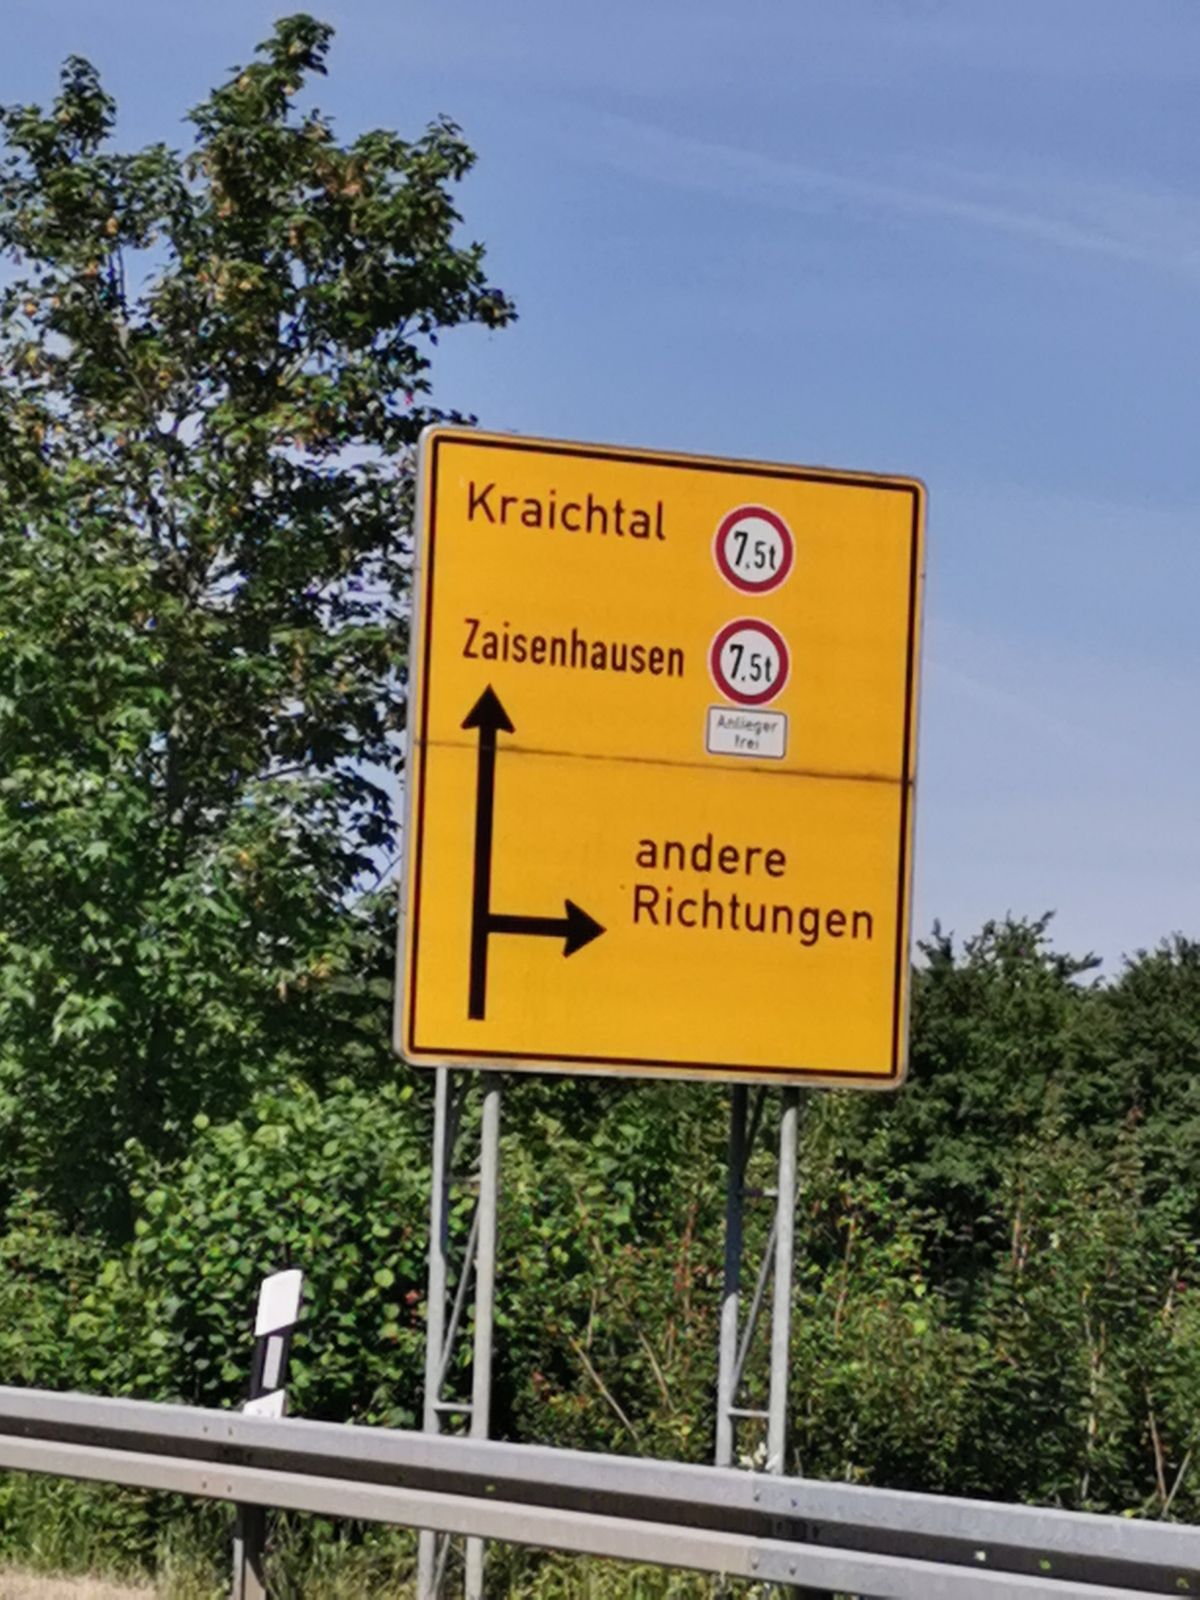 Kraichtal 7,5t
Zaisenhausen 7,5t
Anlieger
frei
andere
Richtungen